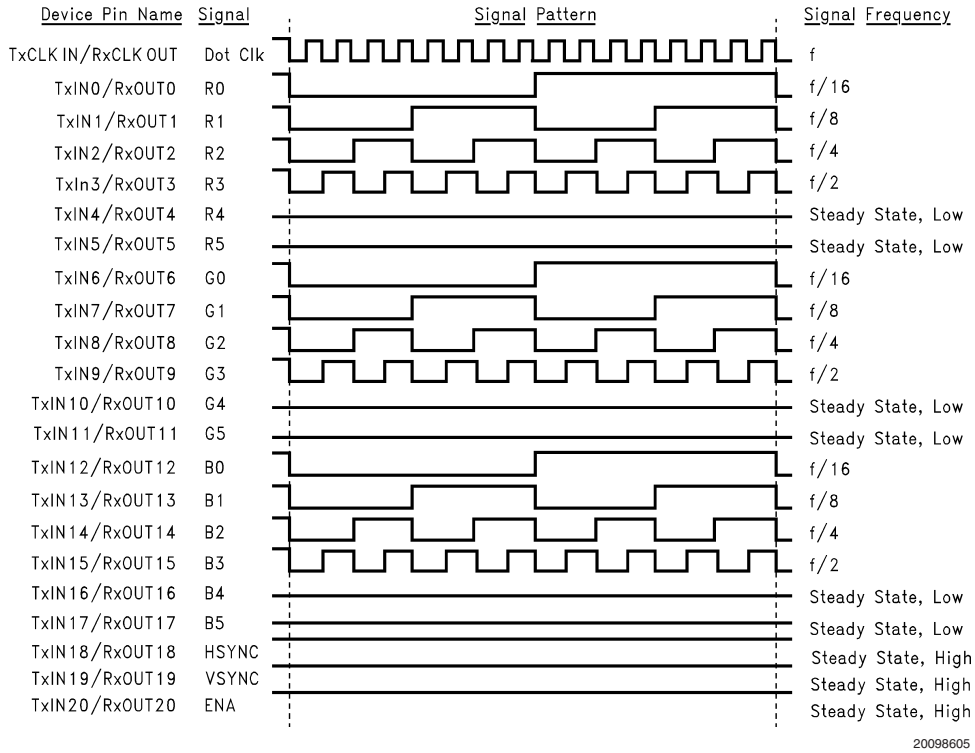 Device Pin Name Signal Signal Pattern Signal Frequency
TxCLK IN/RxCLK OUT Dot Clk f
TxIN0/RxOUT0 R0 f/16
TxIN1/RxOUT1 R1 f/8
TxIN2/RxOUT2 R2 f/4
TxIn3/RxOUT3 R3 f/2
TxIN4/RxOUT4 R4 Steady State, Low
TxIN5/RxOUT5 R5 Steady State, Low
TxIN6/RxOUT6 G0 f/16
TxIN7/RxOUT7 G1 f/8
TxIN8/RxOUT8 G2 f/4
TxIN9/RxOUT9 G3 f/2
TxIN10/RxOUT10 G4 Steady State, Low
TxIN11/RxOUT11 G5 Steady State, Low
TxIN12/RxOUT12 B0 f/16
TxIN13/RxOUT13 B1 f/8
TxIN14/RxOUT14 B2 f/4
TxIN15/RxOUT15 B3 f/2
TxIN16/RxOUT16 B4 Steady State, Low
TxIN17/RxOUT17 B5 Steady State, Low
TxIN18/RxOUT18 HSYNC Steady State, High
TxIN19/RxOUT19 VSYNC Steady State, High
TxIN20/RxOUT20 ENA Steady State, High
20098605